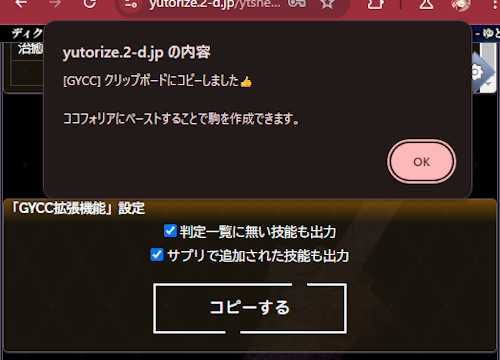 yutorize.2-d.jp/ytshe
ディク
- ゆと
治癒
yutorize.2-d.jp の内容
[GYCC] クリップボードにコピーしました👍
ココフォリアにペーストすることで駒を作成できます。
OK
「GYCC拡張機能」設定
判定一覧に無い技能も出力
サプリで追加された技能も出力
コピーする